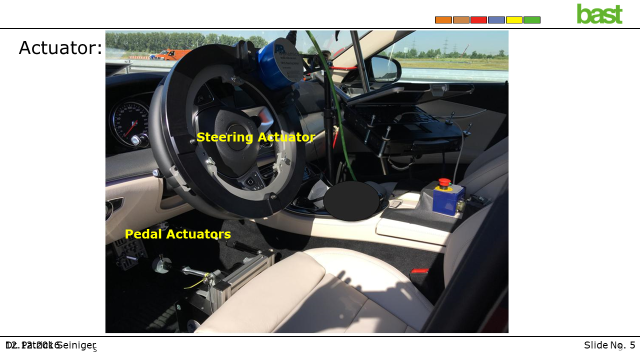 bast
Actuator:
Steering Actuator
Pedal Actuators
Slide No. 5